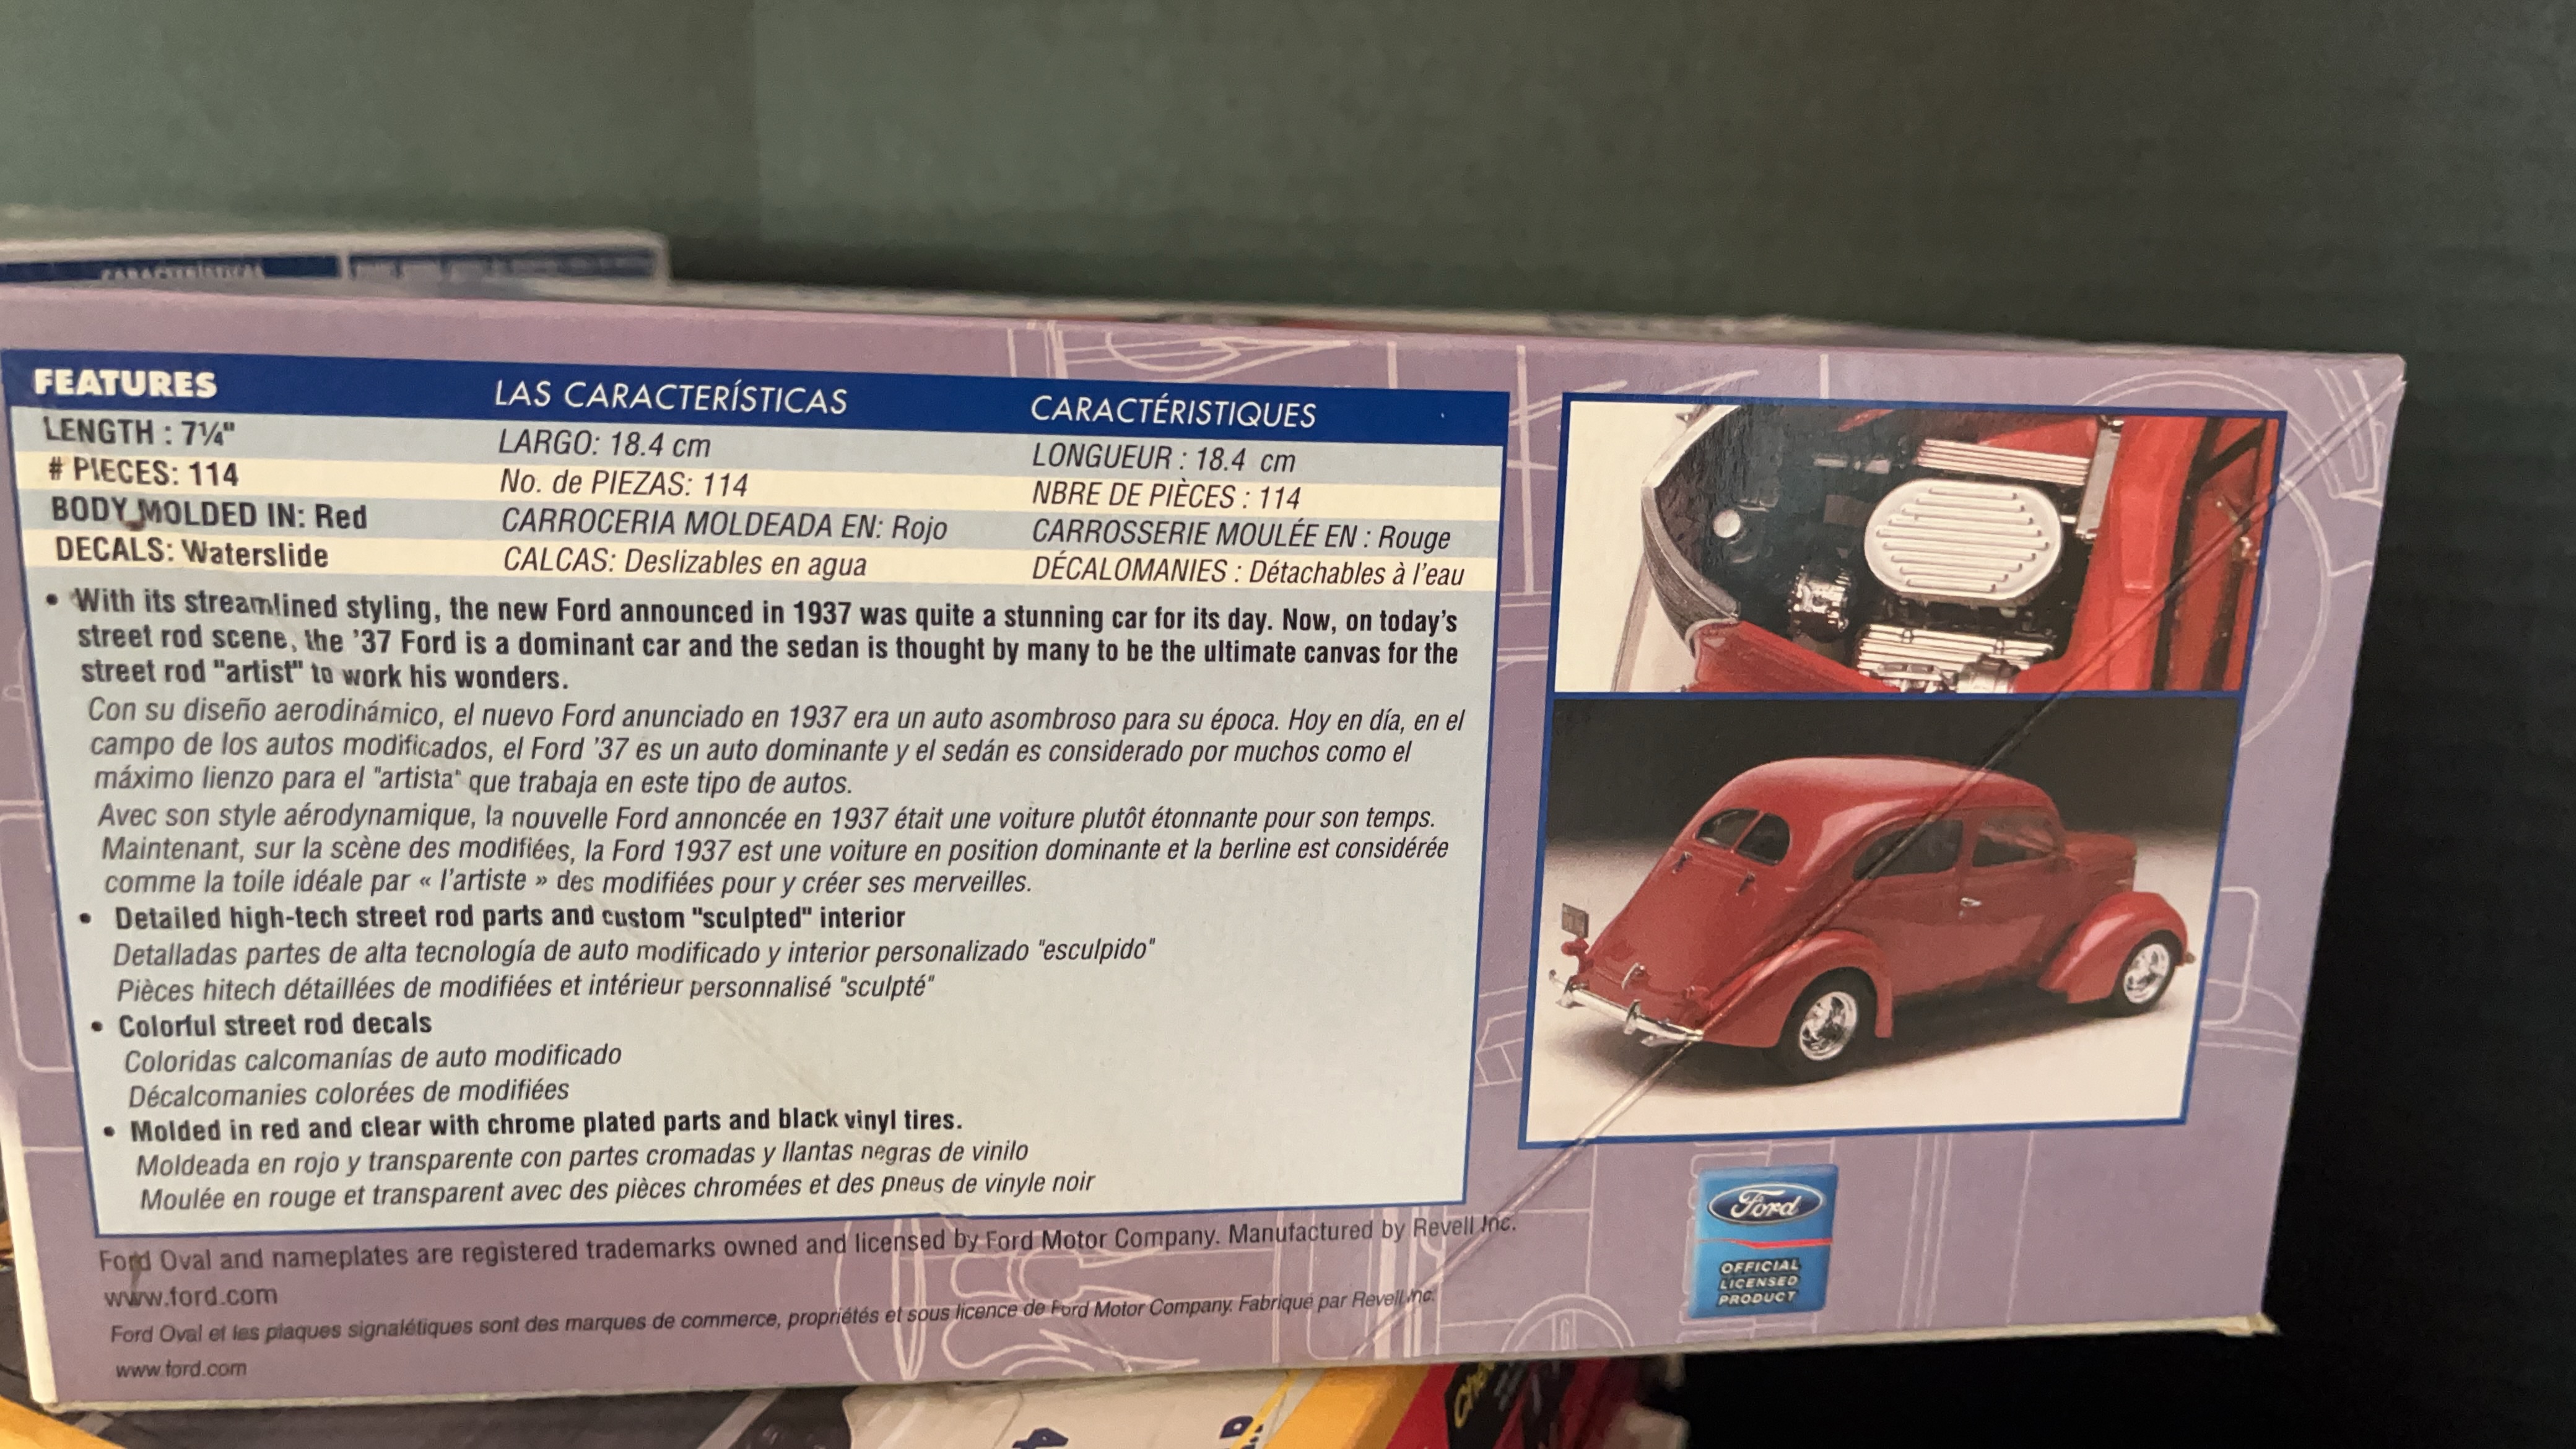 FEATURES LAS CARACTERÍSTICAS CARACTÉRISTIQUES
LENGTH : 7¼" LARGO: 18.4 cm LONGUEUR : 18.4 cm
# PIECES: 114 No. de PIEZAS: 114 NBRE DE PIÈCES : 114
BODY MOLDED IN: Red CARROCERIA MOLDEADA EN: Rojo CARROSSERIE MOULÉE EN : Rouge
DECALS: Waterslide CALCAS: Deslizables en agua DÉCALOMANIES : Détachables à l'eau
• With its streamlined styling, the new Ford announced in 1937 was quite a stunning car for its day. Now, on today's
street rod scene, the '37 Ford is a dominant car and the sedan is thought by many to be the ultimate canvas for the
street rod "artist" to work his wonders.
Con su diseño aerodinámico, el nuevo Ford anunciado en 1937 era un auto asombroso para su época. Hoy en día, en el
campo de los autos modificados, el Ford '37 es un auto dominante y el sedán es considerado por muchos como el
máximo lienzo para el "artista" que trabaja en este tipo de autos.
Avec son style aérodynamique, la nouvelle Ford annoncée en 1937 était une voiture plutôt étonnante pour son temps.
Maintenant, sur la scène des modifiées, la Ford 1937 est une voiture en position dominante et la berline est considérée
comme la toile idéale par « l'artiste » des modifiées pour y créer ses merveilles.
• Detailed high-tech street rod parts and custom "sculpted" interior
Detalladas partes de alta tecnología de auto modificado y interior personalizado "esculpido"
Pièces hitech détaillées de modifiées et intérieur personnalisé "sculpté"
• Colorful street rod decals
Coloridas calcomanías de auto modificado
Décalcomanies colorées de modifiées
• Molded in red and clear with chrome plated parts and black vinyl tires.
Moldeada en rojo y transparente con partes cromadas y llantas negras de vinilo
Moulée en rouge et transparent avec des pièces chromées et des pneus de vinyle noir
Ford Oval and nameplates are registered trademarks owned and licensed by Ford Motor Company. Manufactured by Revell Inc.
www.ford.com
Ford Oval et les plaques signalétiques sont des marques de commerce, propriétés et sous licence de Ford Motor Company. Fabriqué par Revell Inc.
www.ford.com
Ford
OFFICIAL
LICENSED
PRODUCT